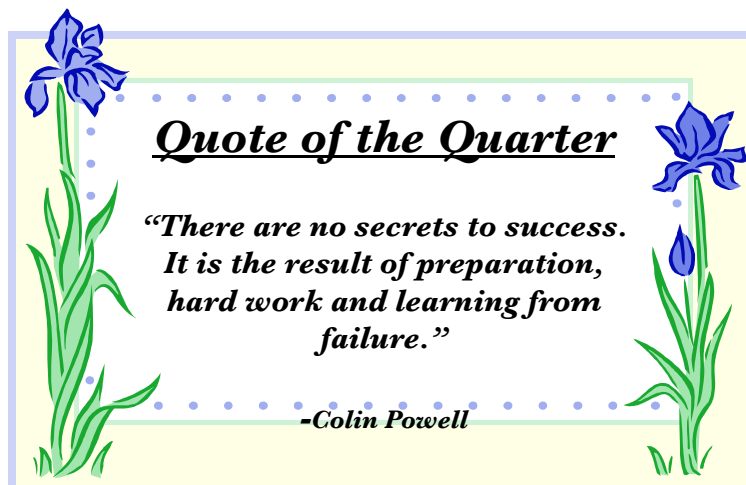 Quote of the Quarter
“There are no secrets to success.
It is the result of preparation,
hard work and learning from
failure.”
-Colin Powell